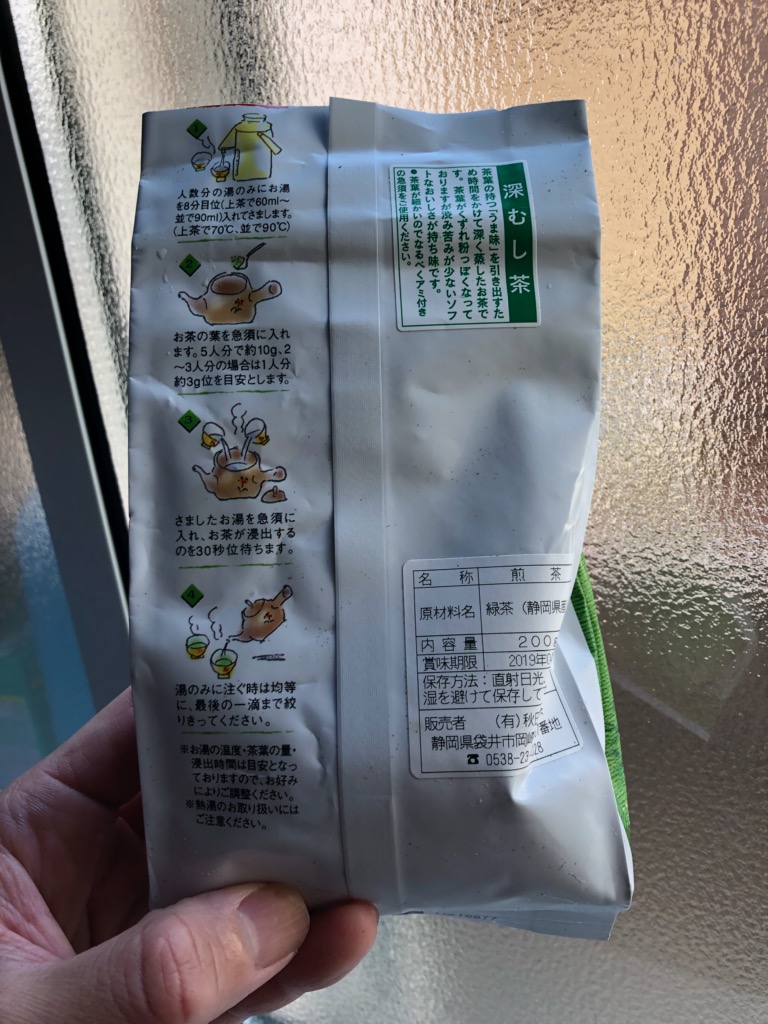 1
人数分の湯のみにお湯
を8分目位(上茶で60ml〜
並で90ml)入れてさまします。
(上茶で70℃、並で90℃)
2
お茶の葉を急須に入れ
ます。5人分で約10g、2
〜3人分の場合は1人分
約3g位を目安とします。
3
さましたお湯を急須に
入れ、お茶が浸出する
のを30秒位待ちます。
4
湯のみに注ぐ時は均等
に、最後の一滴まで絞
りきってください。
※お湯の温度・茶葉の量・
浸出時間は目安となっ
ておりますので、お好み
によりご調整ください。
※熱湯のお取り扱いには
ご注意ください。
深むし茶
茶葉の持つ「うま味」を引き出すた
め時間をかけて深く蒸したお茶で
す。茶葉がくずれ粉っぽくなって
おりますが渋み苦みが少ないソフ
トなおいしさが持ち味です。
●茶葉が細かいのでなるべくアミ付き
の急須をご使用ください。
名称 煎茶
原材料名 緑茶(静岡県
内容量 200g
賞味期限 2019年
保存方法:直射日光
湿を避けて保存して
販売者 (有)秋
静岡県袋井市岡 番地
☎ 0538-23- 28